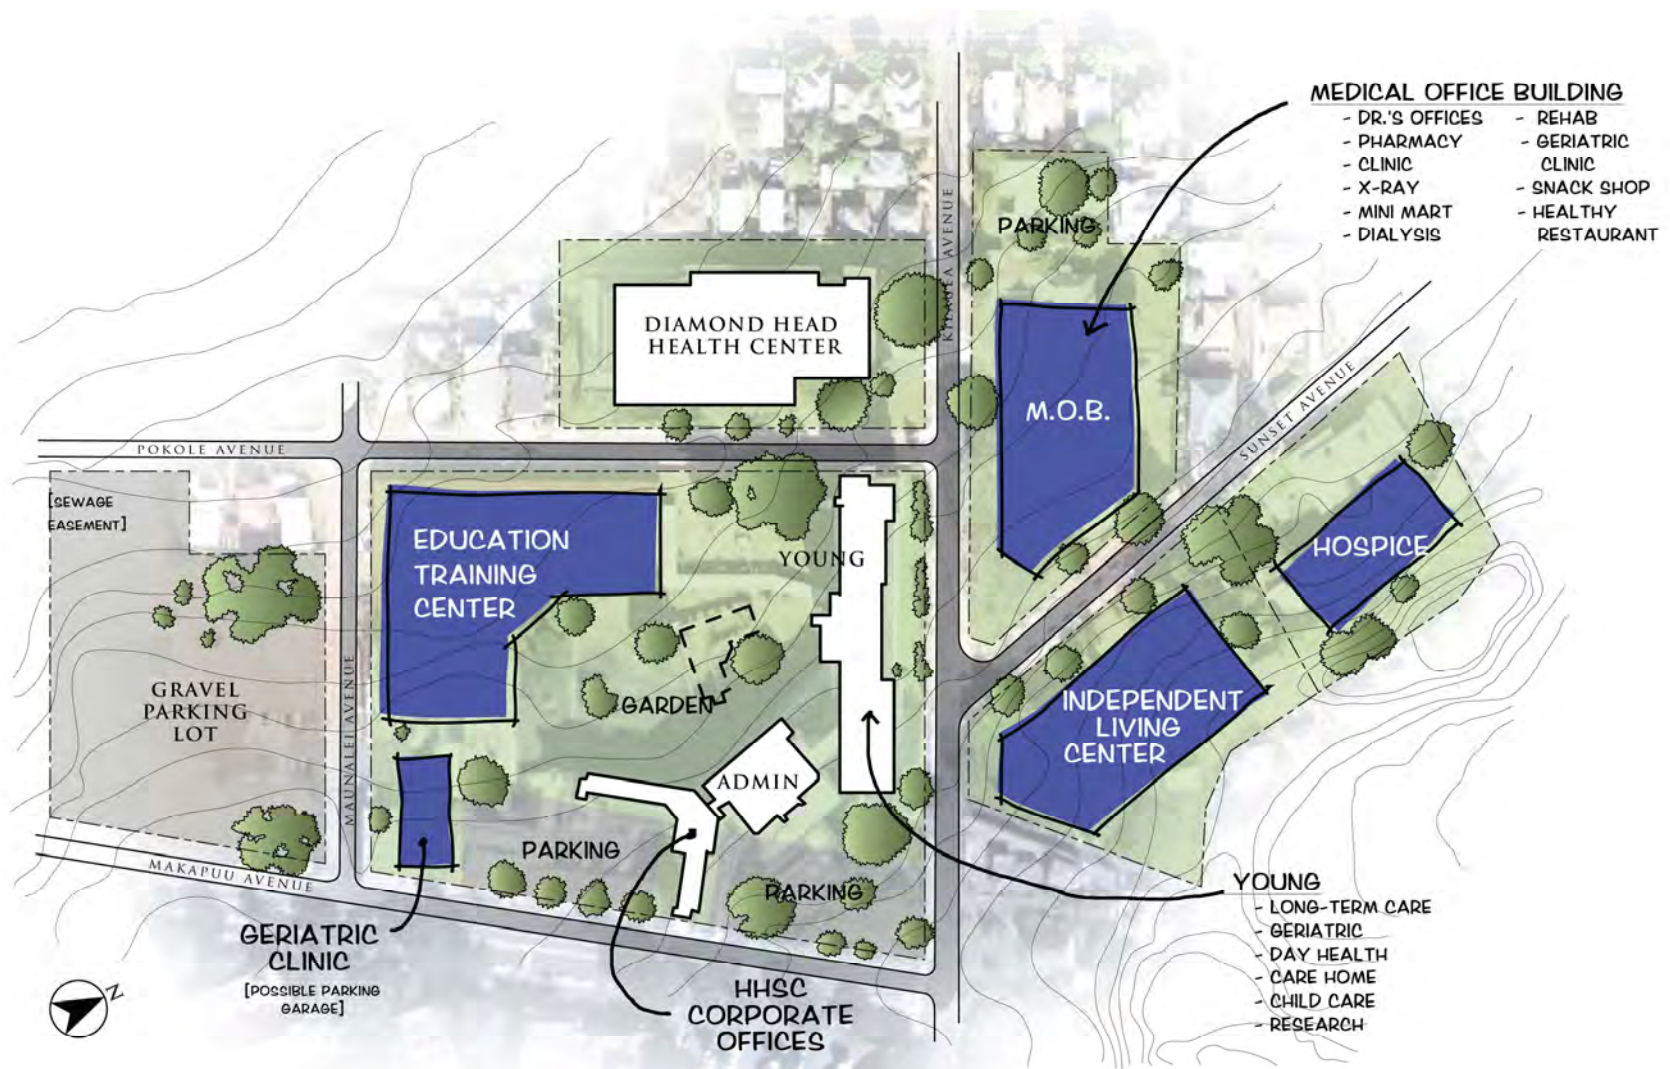 MEDICAL OFFICE BUILDING
- DR.'S OFFICES
- PHARMACY
- CLINIC
- X-RAY
- MINI MART
- DIALYSIS
- REHAB
- GERIATRIC
CLINIC
- SNACK SHOP
- HEALTHY
RESTAURANT
PARKING
KILAUEA AVENUE
DIAMOND HEAD
HEALTH CENTER
M.O.B.
SUNSET AVENUE
POKOLE AVENUE
[SEWAGE
EASEMENT]
EDUCATION
TRAINING
CENTER
YOUNG
HOSPICE
GRAVEL
PARKING
LOT
MAUNALEI AVENUE
GARDEN
INDEPENDENT
LIVING
CENTER
ADMIN
PARKING
PARKING
MAKAPUU AVENUE
YOUNG
- LONG-TERM CARE
- GERIATRIC
- DAY HEALTH
- CARE HOME
- CHILD CARE
- RESEARCH
GERIATRIC
CLINIC
[POSSIBLE PARKING
GARAGE]
HHSC
CORPORATE
OFFICES
N